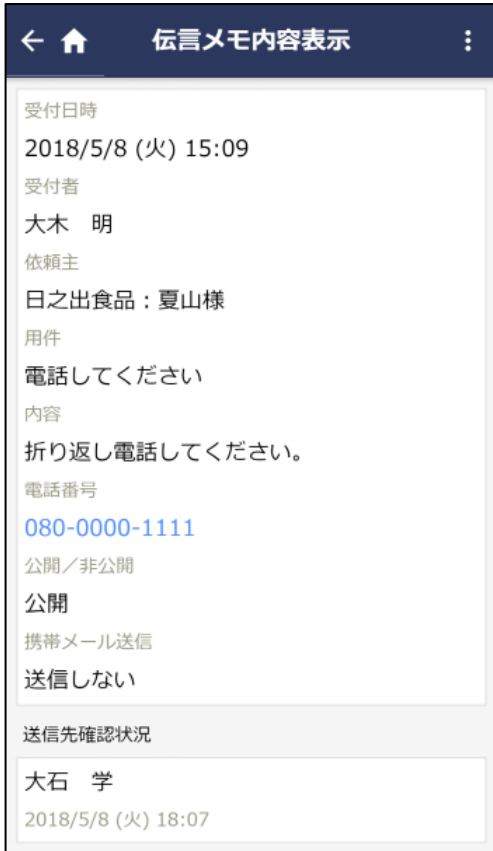 伝言メモ内容表示
受付日時
2018/5/8 (火) 15:09
受付者
大木　明
依頼主
日之出食品：夏山様
用件
電話してください
内容
折り返し電話してください。
電話番号
080-0000-1111
公開／非公開
公開
携帯メール送信
送信しない
送信先確認状況
大石　学
2018/5/8 (火) 18:07